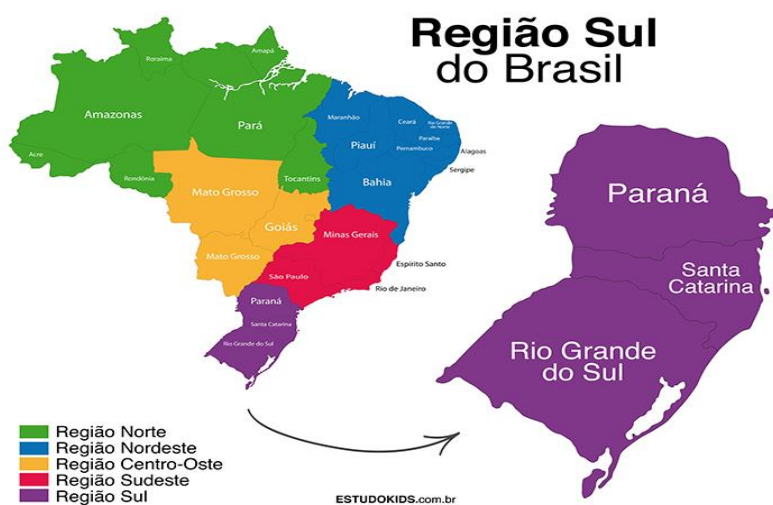 Região Sul
do Brasil
Roraima
Amapá
Amazonas
Pará
Acre
Rondônia
Tocantins
Maranhão
Ceará
Rio Grande
do Norte
Paraíba
Piauí
Pernambuco
Alagoas
Sergipe
Bahia
Mato Grosso
Goiás
Mato Grosso
Minas Gerais
Espírito Santo
São Paulo
Rio de Janeiro
Paraná
Santa Catarina
Rio Grande do Sul
Paraná
Santa
Catarina
Rio Grande
do Sul
Região Norte
Região Nordeste
Região Centro-Oste
Região Sudeste
Região Sul
ESTUDOKIDS.com.br